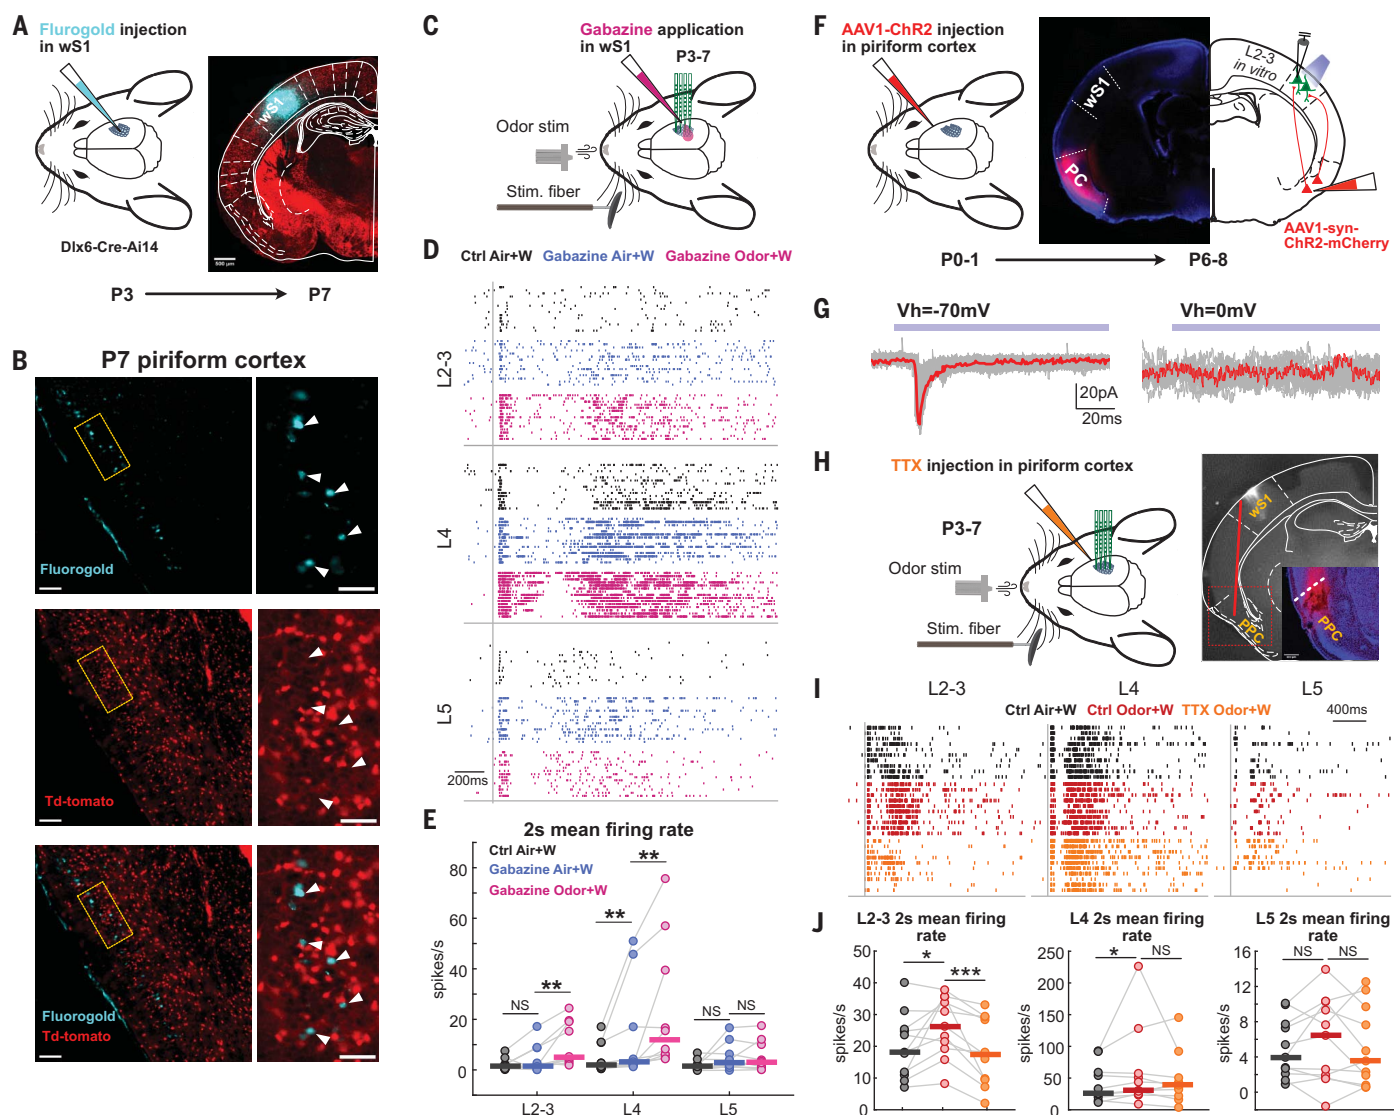 A
Flurogold injection
in wS1
wS1
500 µm
Dlx6-Cre-Ai14
P3
P7
B
P7 piriform cortex
Fluorogold
Td-tomato
Fluorogold
Td-tomato
C
Gabazine application
in wS1
P3-7
Odor stim
Stim. fiber
D
Ctrl Air+W Gabazine Air+W Gabazine Odor+W
L2-3
L4
L5
200ms
E
2s mean firing rate
Ctrl Air+W
Gabazine Air+W
Gabazine Odor+W
spikes/s
80
60
40
20
0
NS
**
**
**
NS
NS
L2-3
L4
L5
F
AAV1-ChR2 injection
in piriform cortex
wS1
PC
L2-3
in vitro
AAV1-syn-
ChR2-mCherry
P0-1
P6-8
G
Vh=-70mV
Vh=0mV
20pA
20ms
H
TTX injection in piriform cortex
P3-7
Odor stim
Stim. fiber
wS1
PPC
PPC
I
L2-3
L4
L5
Ctrl Air+W Ctrl Odor+W TTX Odor+W
400ms
J
L2-3 2s mean firing
rate
spikes/s
50
40
30
20
10
0
*
***
L4 2s mean firing
rate
spikes/s
250
200
150
100
50
0
*
NS
L5 2s mean firing
rate
spikes/s
16
12
8
4
0
NS
NS